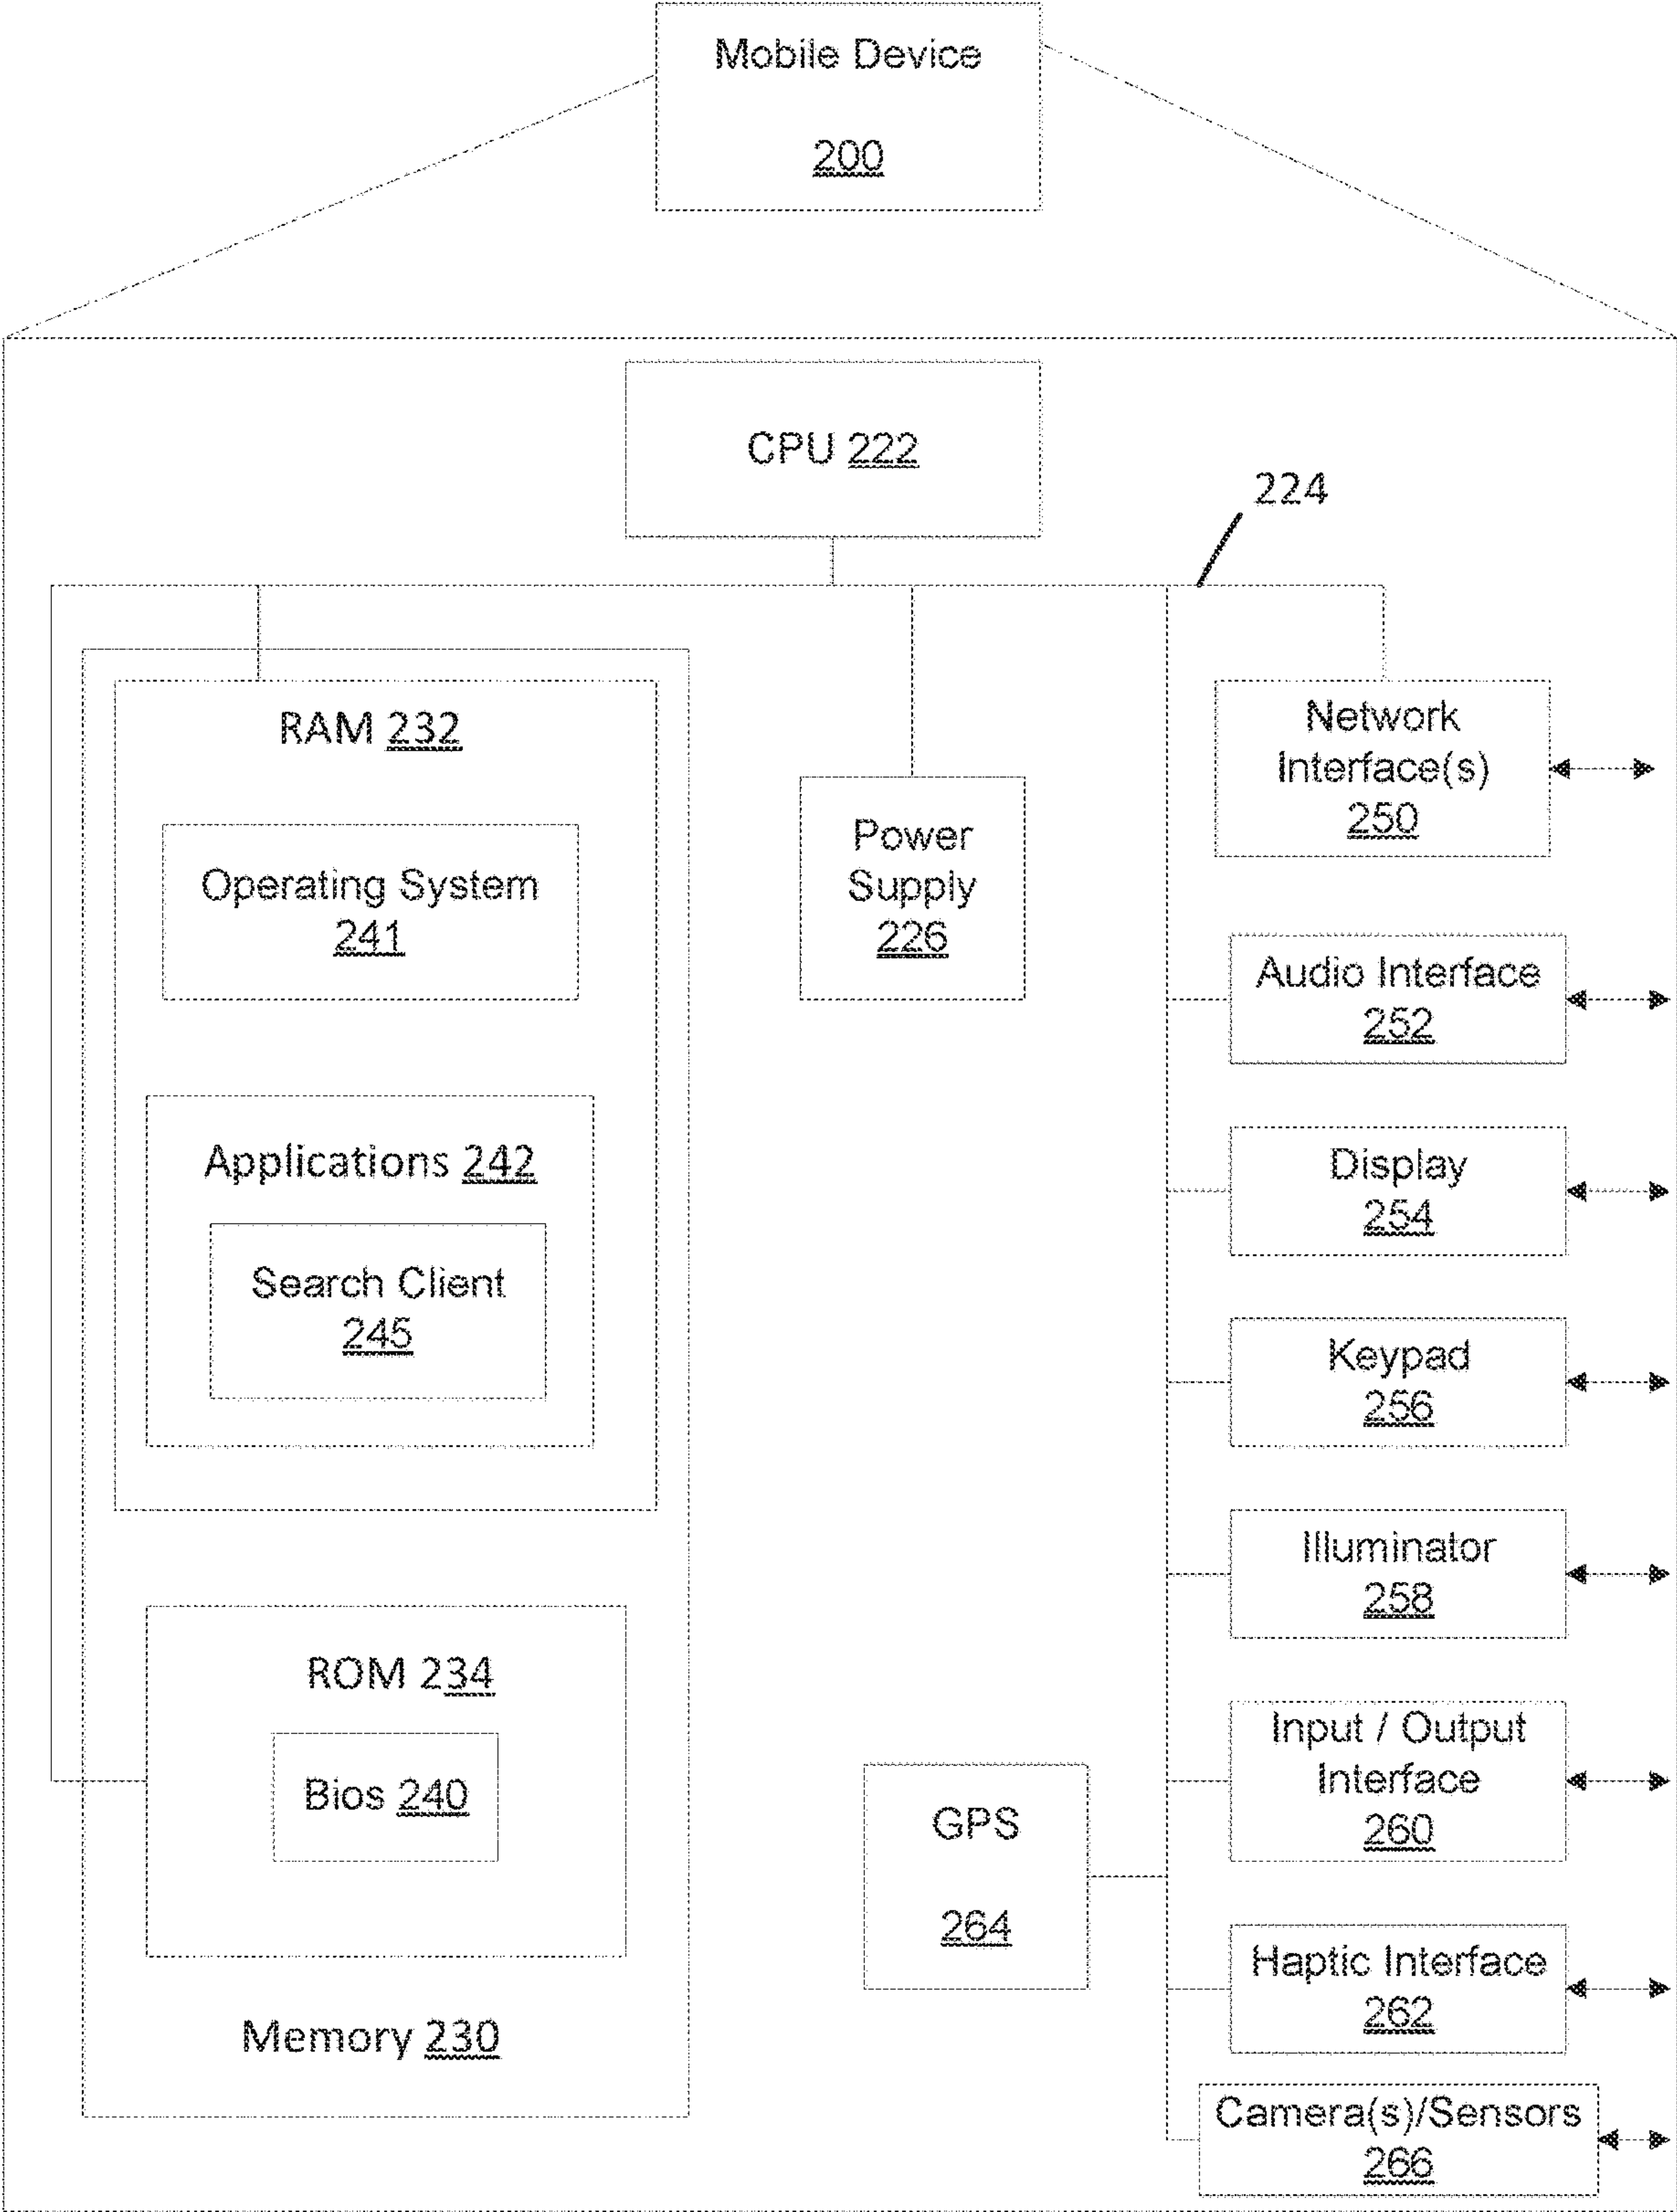 Mobile Device
200
CPU 222
224
RAM 232
Operating System
241
Applications 242
Search Client
245
ROM 234
Bios 240
Memory 230
Power
Supply
226
GPS
264
Network
Interface(s)
250
Audio Interface
252
Display
254
Keypad
256
Illuminator
258
Input / Output
Interface
260
Haptic Interface
262
Camera(s)/Sensors
266